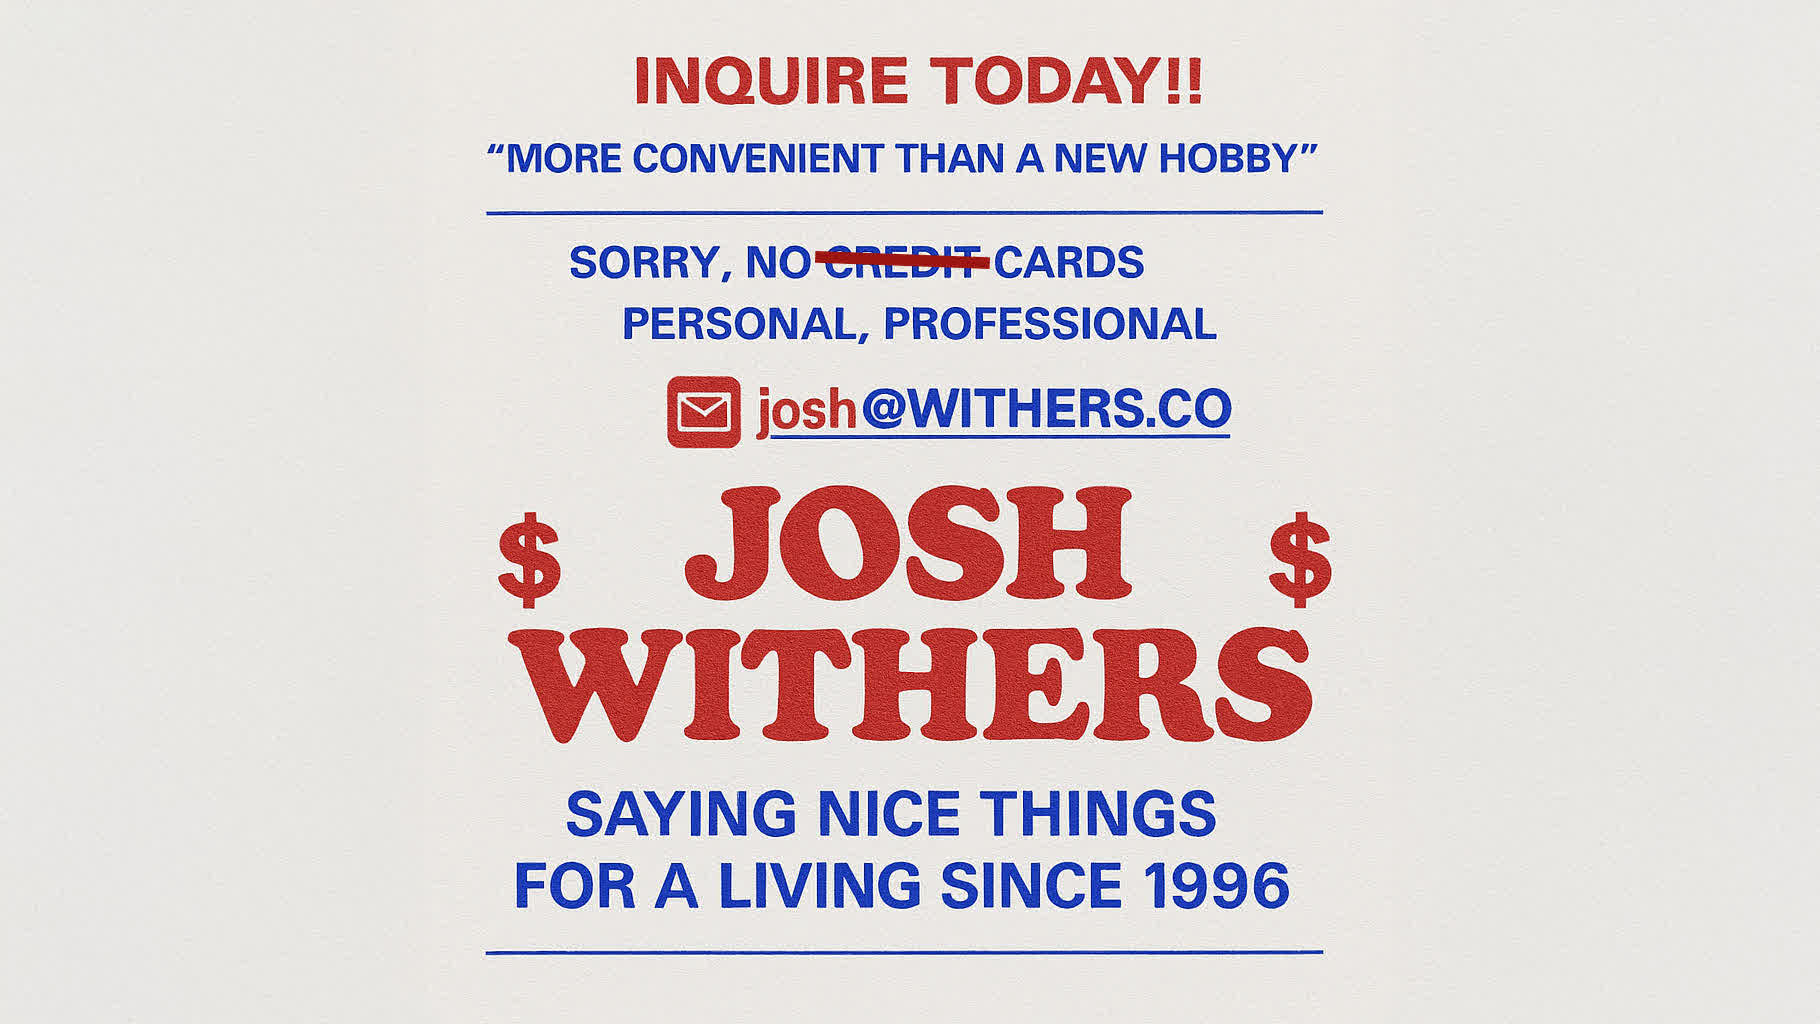 INQUIRE TODAY!!
“MORE CONVENIENT THAN A NEW HOBBY”
SORRY, NO CREDIT CARDS
PERSONAL, PROFESSIONAL
josh@WITHERS.CO
$ JOSH $
WITHERS
SAYING NICE THINGS
FOR A LIVING SINCE 1996